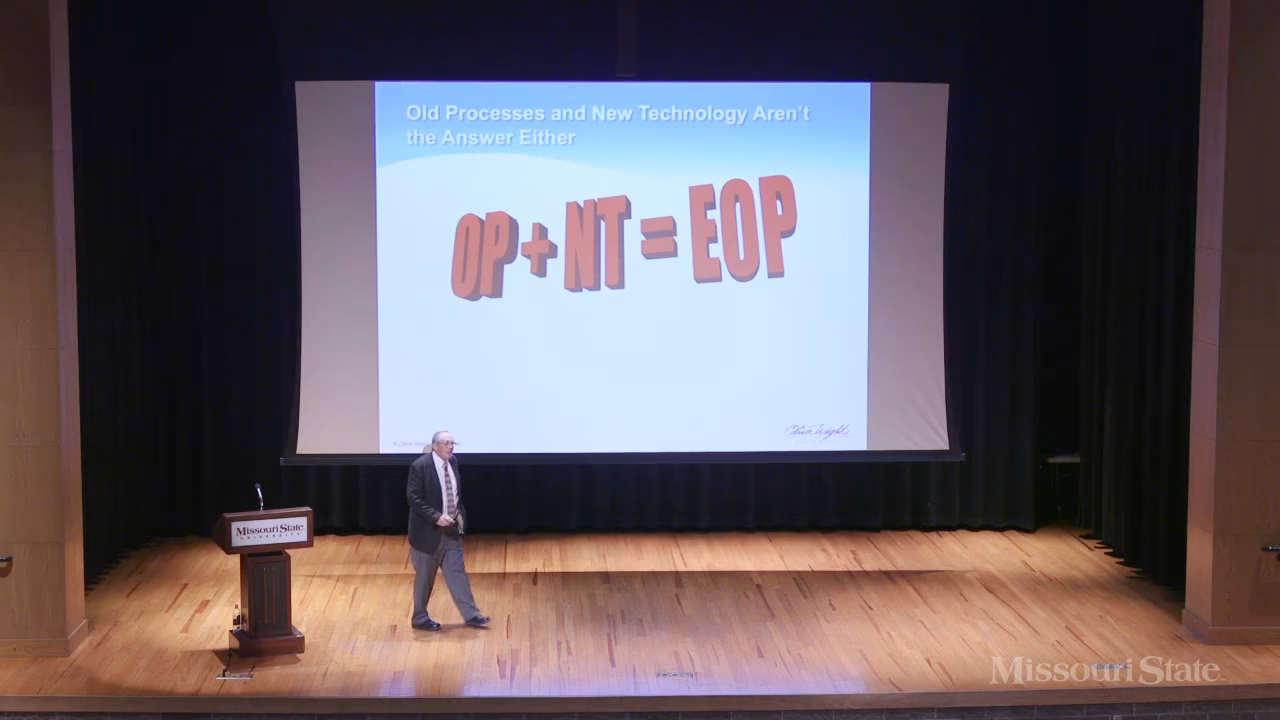 Old Processes and New Technology Aren't
the Answer Either
OP + NT = EOP
Missouri State
UNIVERSITY
Missouri State